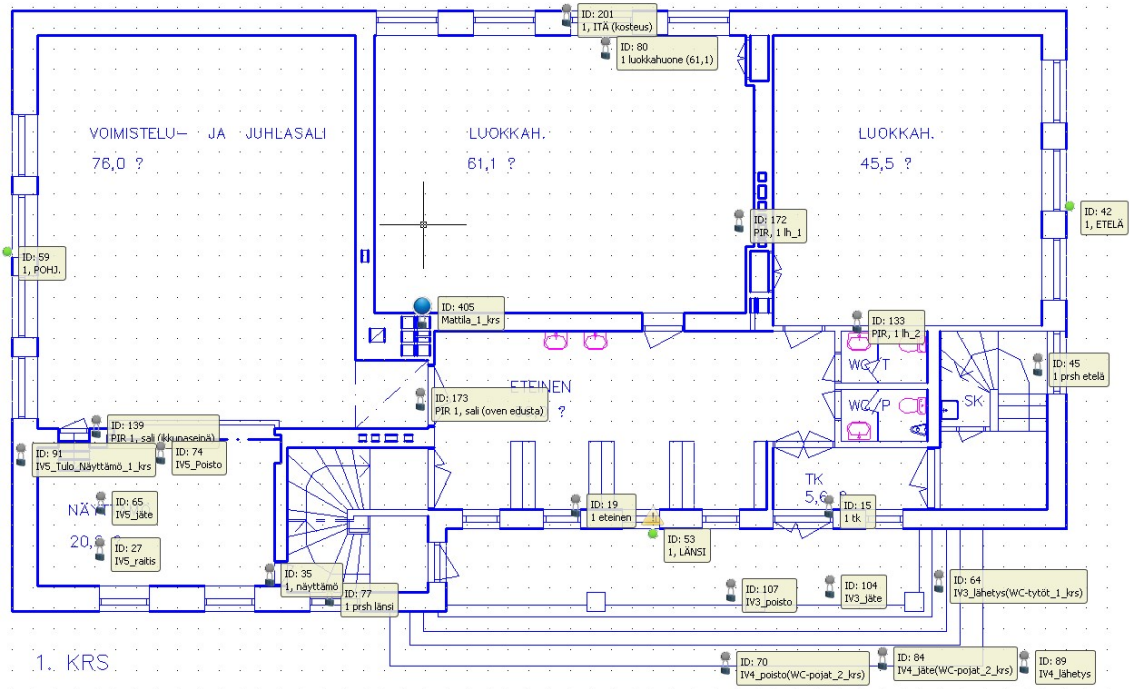 ID: 201
1, ITÄ (kosteus)
ID: 80
1 luokkahuone (61,1)
VOIMISTELU- JA JUHLASALI
76,0 ?
LUOKKAH.
61,1 ?
LUOKKAH.
45,5 ?
ID: 172
PIR, 1 lh_1
ID: 42
1, ETELÄ
ID: 59
1, POHJ.
ID: 405
Mattila_1_krs
ID: 133
PIR, 1 lh_2
WC/T
ID: 45
1 prsh etelä
ETEINEN
?
ID: 173
PIR 1, sali (oven edusta)
WC/P
SK
ID: 139
PIR 1, sali (ikkunaseinä)
ID: 91
IV5_Tulo_Näyttämö_1_krs
ID: 74
IV5_Poisto
TK
5,6
ID: 65
IV5_jäte
ID: 19
1 eteinen
ID: 15
1 tk
ID: 53
1, LÄNSI
ID: 27
IV5_raitis
ID: 35
1, näyttämö
ID: 77
1 prsh länsi
ID: 107
IV3_poisto
ID: 104
IV3_jäte
ID: 64
IV3_lähetys(WC-tytöt_1_krs)
1. KRS
ID: 70
IV4_poisto(WC-pojat_2_krs)
ID: 84
IV4_jäte(WC-pojat_2_krs)
ID: 89
IV4_lähetys